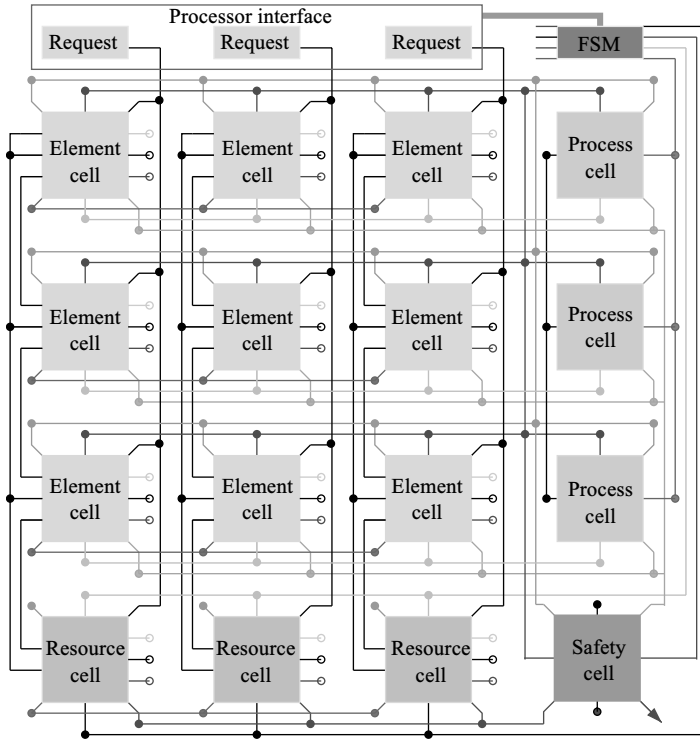 Processor interface
Request
Request
Request
FSM
Element
cell
Element
cell
Element
cell
Process
cell
Element
cell
Element
cell
Element
cell
Process
cell
Element
cell
Element
cell
Element
cell
Process
cell
Resource
cell
Resource
cell
Resource
cell
Safety
cell